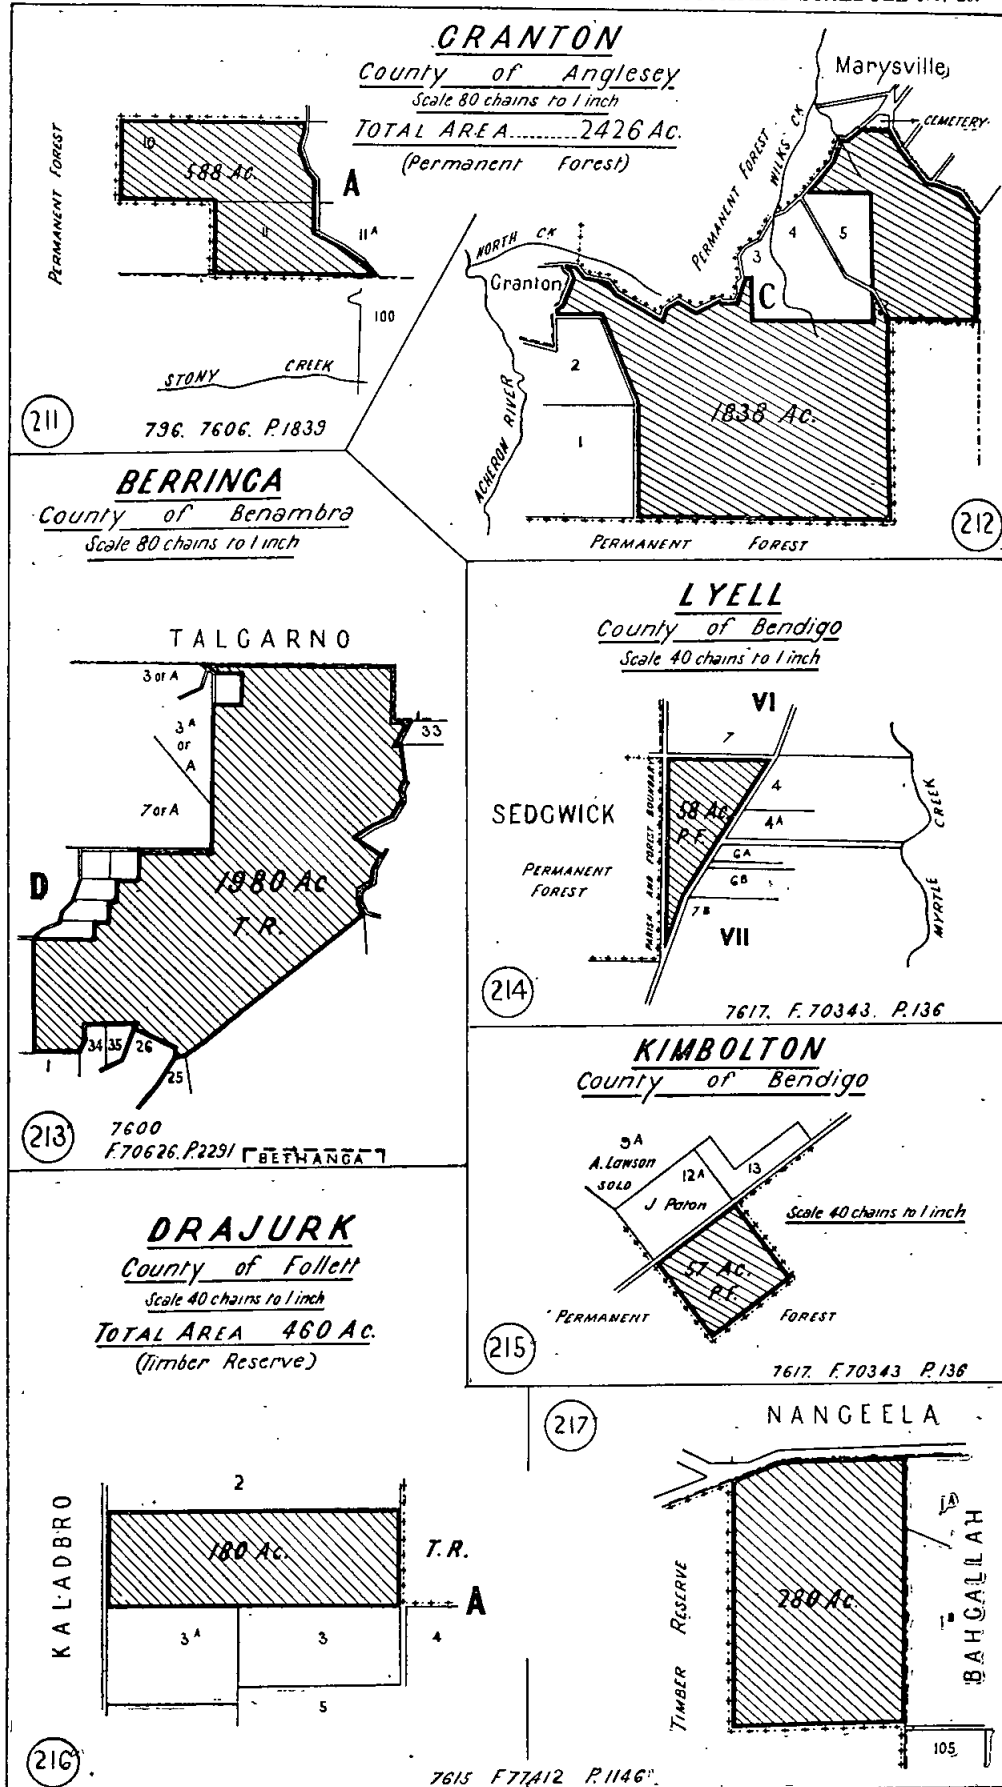 GRANTON
County of Anglesey
Scale 80 chains to 1 inch
TOTAL AREA........2426 Ac.
(Permanent Forest)
PERMANENT FOREST
10
588 Ac.
A
11
11A
100
STONY CREEK
211
796. 7606. P.1839
Marysville
CEMETERY
WILKS CK
PERMANENT FOREST
NORTH CK
Granton
3
4
5
C
2
1
1838 Ac.
ACHERON RIVER
PERMANENT FOREST
212
BERRINGA
County of Benambra
Scale 80 chains to 1 inch
TALGARNO
3 OF A
3A
OF
A
7 OF A
33
D
1980 Ac
T.R.
34
35
26
25
1
213
7600
F.70626. P.2291
BETHANGA
LYELL
County of Bendigo
Scale 40 chains to 1 inch
VI
7
SEDGWICK
PARISH AND FOREST BOUNDARY
58 Ac.
P.F.
4
4A
6A
6B
7B
PERMANENT
FOREST
VII
MYRTLE CREEK
214
7617. F.70343. P.136
KIMBOLTON
County of Bendigo
9A
A. Lawson
SOLD
12A
13
J Paton
Scale 40 chains to 1 inch
57 Ac.
P.F.
PERMANENT FOREST
215
7617. F.70343 P.136
DRAJURK
County of Follett
Scale 40 chains to 1 inch
TOTAL AREA 460 Ac.
(Timber Reserve)
KALADBRO
2
180 Ac.
T.R.
A
3A
3
4
5
216
217
NANGEELA
TIMBER RESERVE
280 Ac.
1A
1B
BAHGALLAH
105
7615 F77412 P.1146